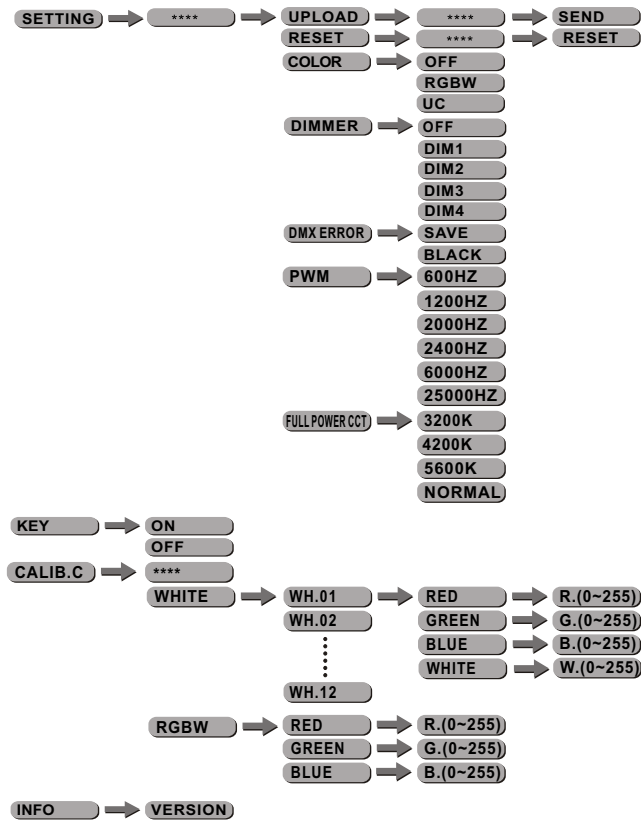 SETTING **** UPLOAD **** SEND
RESET **** RESET
COLOR OFF
RGBW
UC
DIMMER OFF
DIM1
DIM2
DIM3
DIM4
DMX ERROR SAVE
BLACK
PWM 600HZ
1200HZ
2000HZ
2400HZ
6000HZ
25000HZ
FULL POWER CCT 3200K
4200K
5600K
NORMAL
KEY ON
OFF
CALIB.C ****
WHITE WH.01 RED R.(0~255)
WH.02 GREEN G.(0~255)
BLUE B.(0~255)
WHITE W.(0~255)
WH.12
RGBW RED R.(0~255)
GREEN G.(0~255)
BLUE B.(0~255)
INFO VERSION